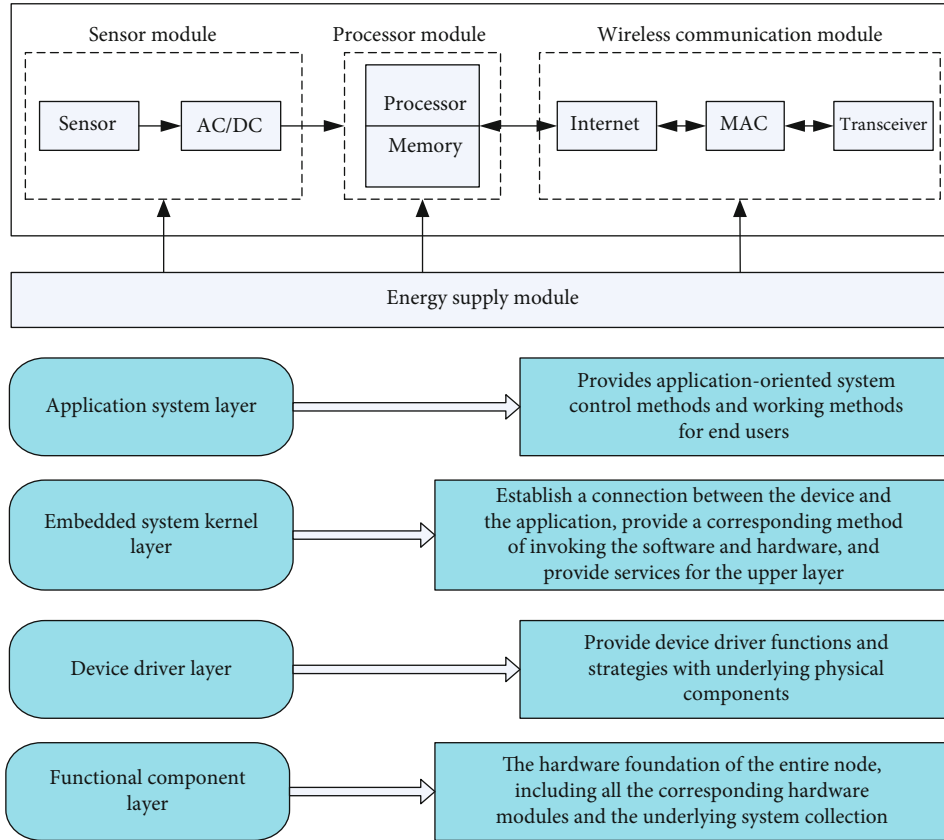 Sensor module
Processor module
Wireless communication module
Sensor
AC/DC
Processor
Memory
Internet
MAC
Transceiver
Energy supply module
Application system layer
Provides application-oriented system
control methods and working methods
for end users
Embedded system kernel
layer
Establish a connection between the device and
the application, provide a corresponding method
of invoking the software and hardware, and
provide services for the upper layer
Device driver layer
Provide device driver functions and
strategies with underlying physical
components
Functional component
layer
The hardware foundation of the entire node,
including all the corresponding hardware
modules and the underlying system collection